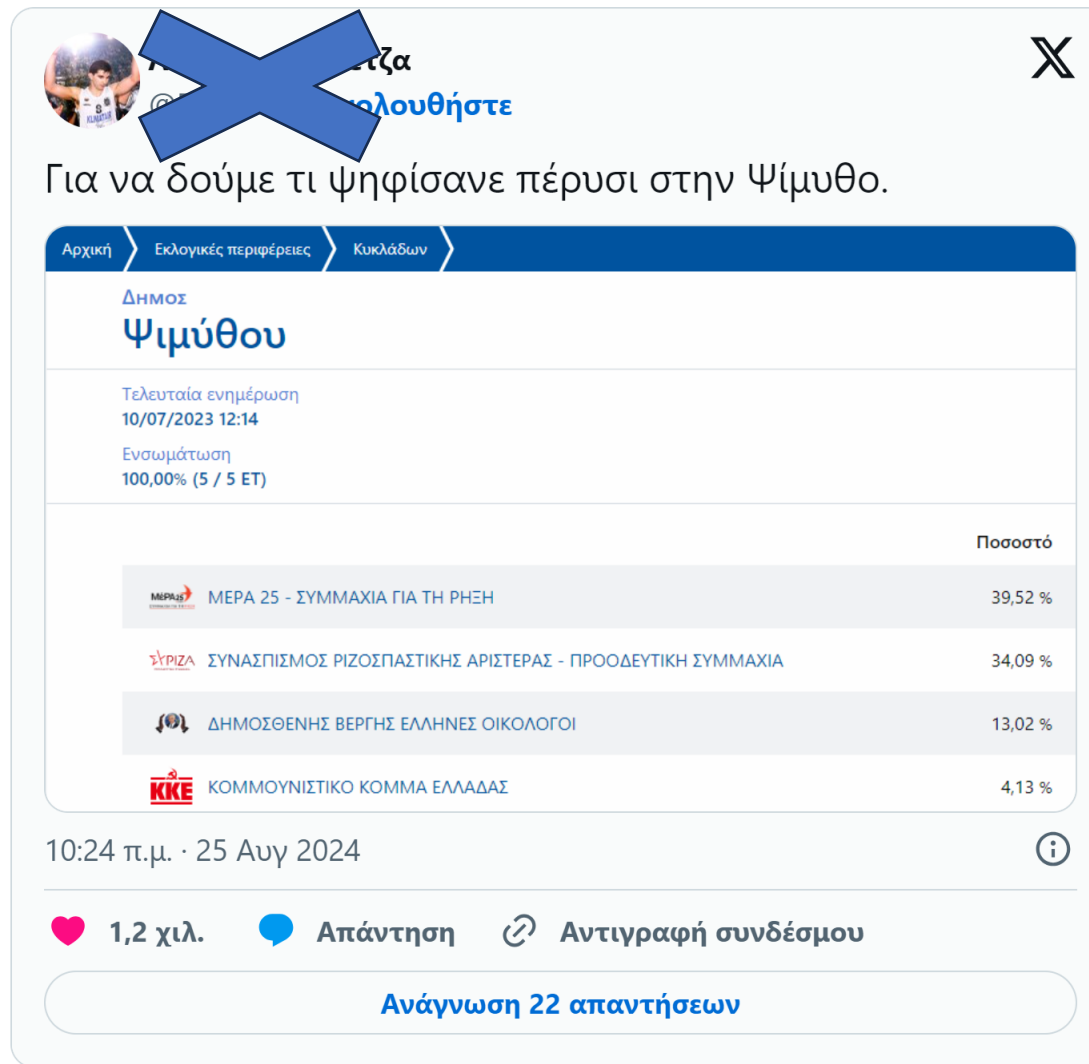 Για να δούμε τι ψηφίσανε πέρυσι στην Ψίμυθο.
Αρχική Εκλογικές περιφέρειες Κυκλάδων
Δημος
Ψιμύθου
Τελευταία ενημέρωση
10/07/2023 12:14
Ενσωμάτωση
100,00% (5 / 5 ΕΤ)
Ποσοστό
ΜέΡΑ25 ΜΕΡΑ 25 - ΣΥΜΜΑΧΙΑ ΓΙΑ ΤΗ ΡΗΞΗ 39,52 %
ΣΥΡΙΖΑ ΣΥΝΑΣΠΙΣΜΟΣ ΡΙΖΟΣΠΑΣΤΙΚΗΣ ΑΡΙΣΤΕΡΑΣ - ΠΡΟΟΔΕΥΤΙΚΗ ΣΥΜΜΑΧΙΑ 34,09 %
ΔΗΜΟΣΘΕΝΗΣ ΒΕΡΓΗΣ ΕΛΛΗΝΕΣ ΟΙΚΟΛΟΓΟΙ 13,02 %
ΚΚΕ ΚΟΜΜΟΥΝΙΣΤΙΚΟ ΚΟΜΜΑ ΕΛΛΑΔΑΣ 4,13 %
10:24 π.μ. · 25 Αυγ 2024
1,2 χιλ. Απάντηση Αντιγραφή συνδέσμου
Ανάγνωση 22 απαντήσεων